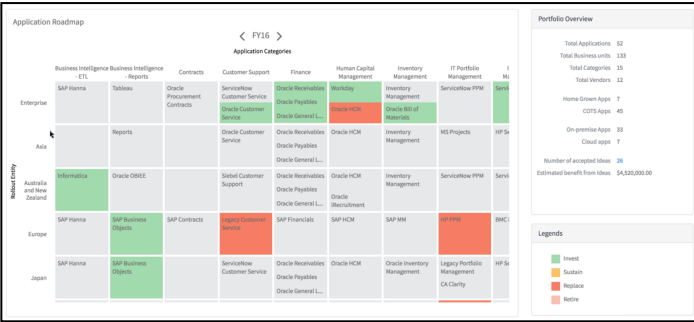 Application Roadmap
FY16
Application Categories
Business Intelligence - ETL
Business Intelligence - Reports
Contracts
Customer Support
Finance
Human Capital Management
Inventory Management
IT Portfolio Management
Rollout Entity
Enterprise
SAP Hanna
Tableau
Oracle Procurement Contracts
ServiceNow Customer Service
Oracle Customer Service
Oracle Receivables
Oracle Payables
Oracle General L...
Workday
Oracle HCM
Inventory Management
Oracle Bill of Materials
ServiceNow PPM
Servi
Asia
Reports
Oracle Customer Service
Oracle Receivables
Oracle Payables
Oracle General L...
Oracle HCM
Inventory Management
MS Projects
HP Se
Australia and New Zealand
Informatica
Oracle OBIEE
Siebel Customer Support
Oracle Receivables
Oracle Payables
Oracle General L...
Oracle HCM
Oracle iRecruitment
Inventory Management
ServiceNow PPM
Servi
Europe
SAP Hanna
SAP Business Objects
SAP Contracts
Legacy Customer Service
SAP Financials
SAP HCM
SAP MM
HP PPM
BMC
Japan
SAP Hanna
SAP Business Objects
ServiceNow Customer Service
Oracle Receivables
Oracle Payables
Oracle General L...
Oracle HCM
Oracle Inventory Management
Legacy Portfolio Management
CA Clarity
HP Se
Portfolio Overview
Total Applications 52
Total Business units 133
Total Categories 15
Total Vendors 12
Home Grown Apps 7
COTS Apps 45
On-premise Apps 33
Cloud apps 7
Number of accepted Ideas 26
Estimated benefit from Ideas $4,520,000.00
Legends
Invest
Sustain
Replace
Retire